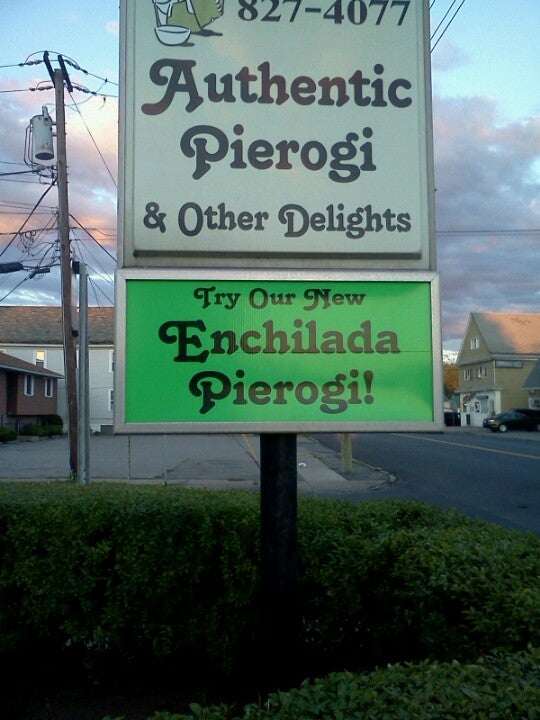 827-4077
Authentic
Pierogi
& Other Delights
Try Our New
Enchilada
Pierogi!